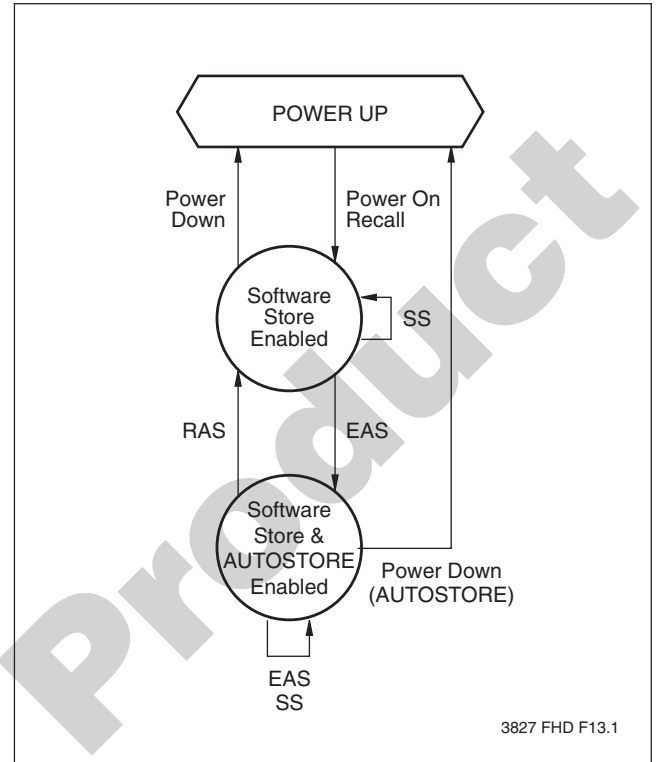 POWER UP
Power
Down
Power On
Recall
Software
Store
Enabled
SS
RAS
EAS
Software
Store &
AUTOSTORE
Enabled
Power Down
(AUTOSTORE)
EAS
SS
Product
3827 FHD F13.1